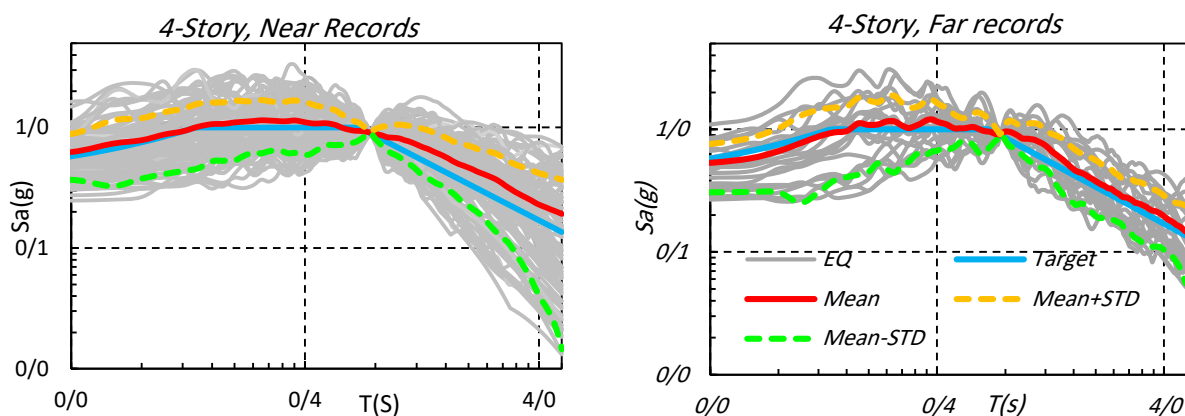 4-Story, Near Records
Sa(g)
1/0
0/1
0/0
0/0
0/4
T(S)
4/0
4-Story, Far records
Sa(g)
1/0
0/1
0/0
EQ
Target
Mean
Mean+STD
Mean-STD
0/0
0/4
T(s)
4/0